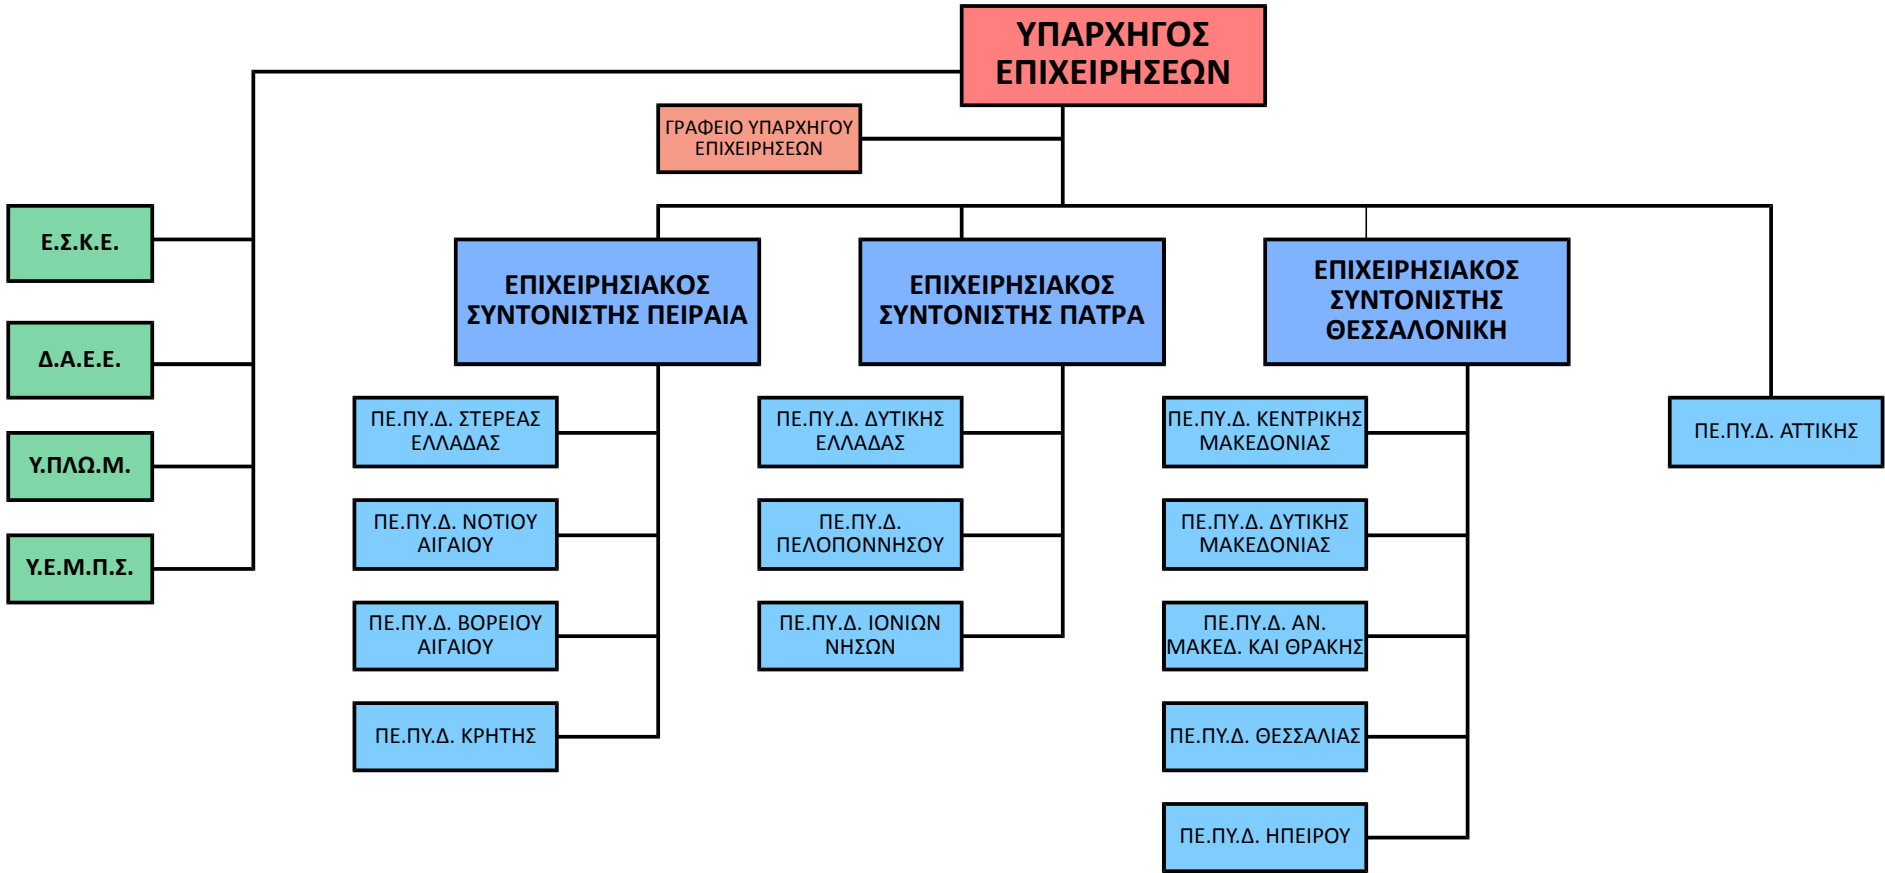 ΥΠΑΡΧΗΓΟΣ
ΕΠΙΧΕΙΡΗΣΕΩΝ
ΓΡΑΦΕΙΟ ΥΠΑΡΧΗΓΟΥ
ΕΠΙΧΕΙΡΗΣΕΩΝ
Ε.Σ.Κ.Ε.
Δ.Α.Ε.Ε.
Υ.ΠΛΩ.Μ.
Υ.Ε.Μ.Π.Σ.
ΕΠΙΧΕΙΡΗΣΙΑΚΟΣ
ΣΥΝΤΟΝΙΣΤΗΣ ΠΕΙΡΑΙΑ
ΠΕ.ΠΥ.Δ. ΣΤΕΡΕΑΣ
ΕΛΛΑΔΑΣ
ΠΕ.ΠΥ.Δ. ΝΟΤΙΟΥ
ΑΙΓΑΙΟΥ
ΠΕ.ΠΥ.Δ. ΒΟΡΕΙΟΥ
ΑΙΓΑΙΟΥ
ΠΕ.ΠΥ.Δ. ΚΡΗΤΗΣ
ΕΠΙΧΕΙΡΗΣΙΑΚΟΣ
ΣΥΝΤΟΝΙΣΤΗΣ ΠΑΤΡΑ
ΠΕ.ΠΥ.Δ. ΔΥΤΙΚΗΣ
ΕΛΛΑΔΑΣ
ΠΕ.ΠΥ.Δ.
ΠΕΛΟΠΟΝΝΗΣΟΥ
ΠΕ.ΠΥ.Δ. ΙΟΝΙΩΝ
ΝΗΣΩΝ
ΕΠΙΧΕΙΡΗΣΙΑΚΟΣ
ΣΥΝΤΟΝΙΣΤΗΣ
ΘΕΣΣΑΛΟΝΙΚΗ
ΠΕ.ΠΥ.Δ. ΚΕΝΤΡΙΚΗΣ
ΜΑΚΕΔΟΝΙΑΣ
ΠΕ.ΠΥ.Δ. ΔΥΤΙΚΗΣ
ΜΑΚΕΔΟΝΙΑΣ
ΠΕ.ΠΥ.Δ. ΑΝ.
ΜΑΚΕΔ. ΚΑΙ ΘΡΑΚΗΣ
ΠΕ.ΠΥ.Δ. ΘΕΣΣΑΛΙΑΣ
ΠΕ.ΠΥ.Δ. ΗΠΕΙΡΟΥ
ΠΕ.ΠΥ.Δ. ΑΤΤΙΚΗΣ